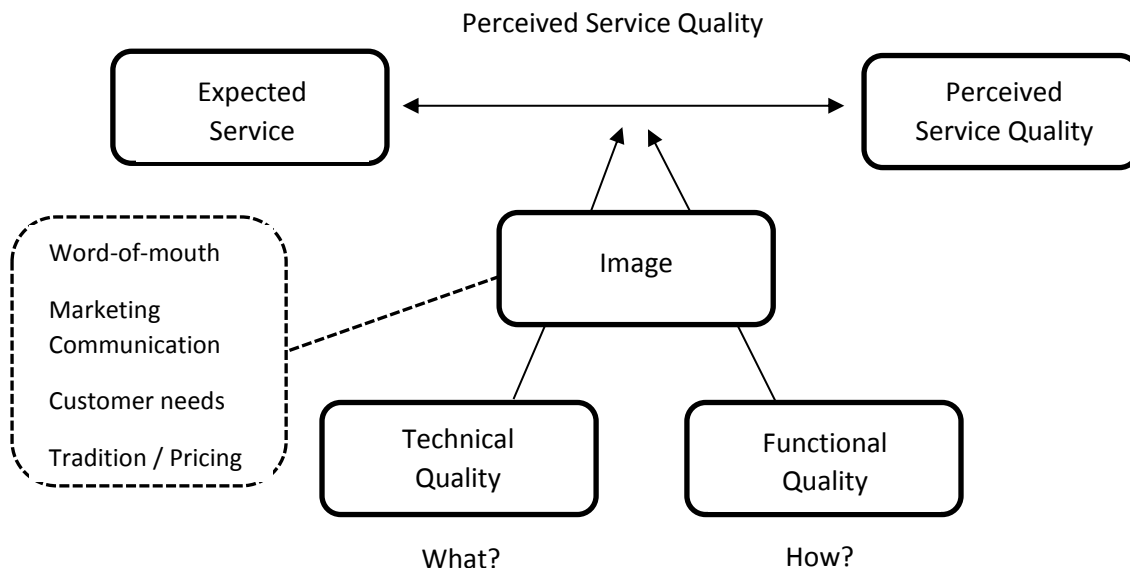 Perceived Service Quality
Expected
Service
Perceived
Service Quality
Word-of-mouth
Marketing
Communication
Customer needs
Tradition / Pricing
Image
Technical
Quality
Functional
Quality
What?
How?